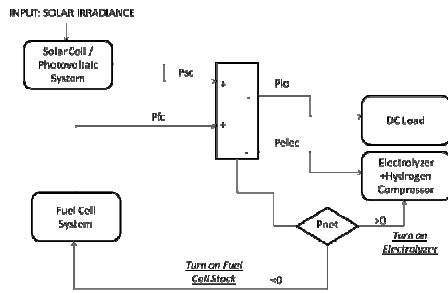 INPUT: SOLAR IRRADIANCE
Solar Cell /
Photovoltaic
System
Psc
+
Plo
-
DC Load
Pfc
+
Pelec
-
Electrolyzer
+Hydrogen
Compressor
Fuel Cell
System
Pnet
>0
Turn on
Electrolyzer
Turn on Fuel
Cell Stack
<0